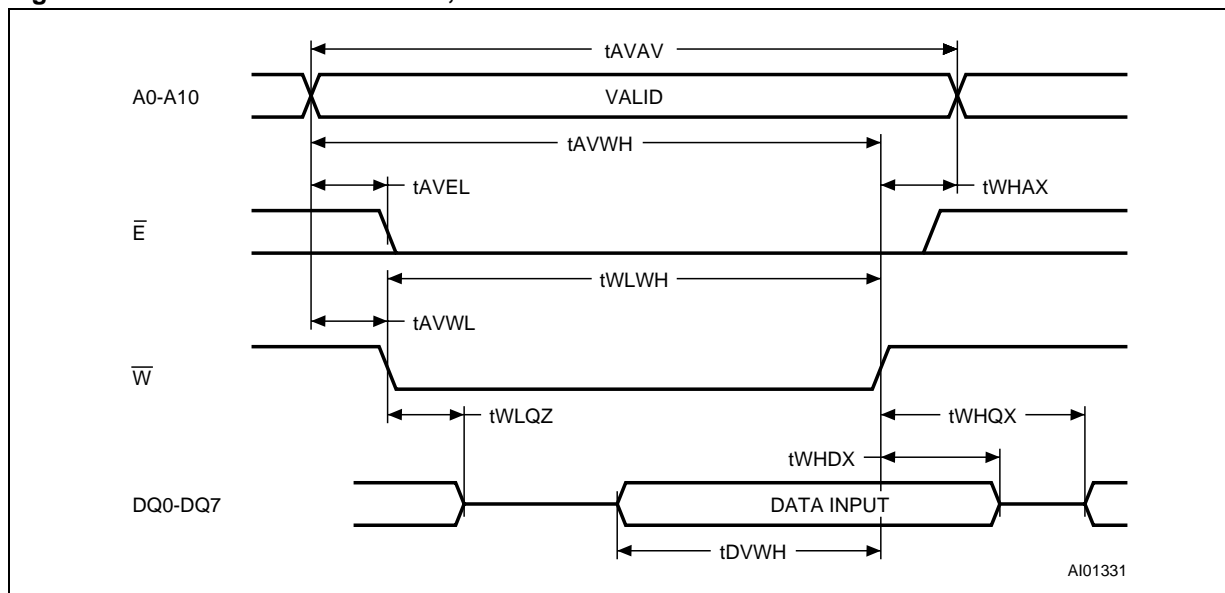 tAVAV
A0-A10
VALID
tAVWH
tAVEL
tWHAX
E̅
tWLWH
tAVWL
W̅
tWLQZ
tWHQX
tWHDX
DQ0-DQ7
DATA INPUT
tDVWH
AI01331